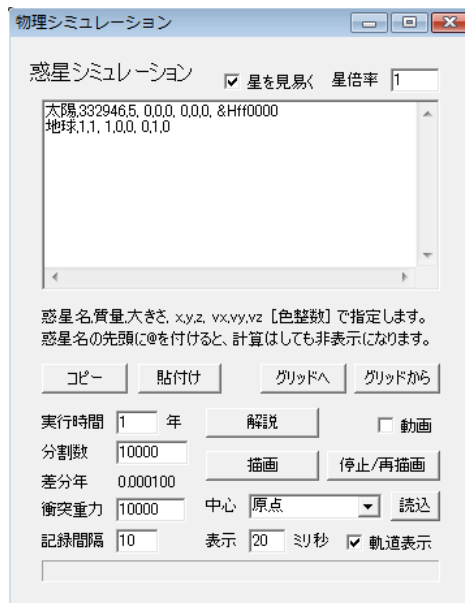 物理シミュレーション
惑星シミュレーション 星を見易く 星倍率 1
太陽,332946,5, 0,0,0, 0,0,0, &Hff0000
地球,1,1, 1,0,0, 0,1,0
惑星名,質量,大きさ, x,y,z, vx,vy,vz [色整数] で指定します。
惑星名の先頭に@を付けると、計算はしても非表示になります。
コピー 貼付け グリッドへ グリッドから
実行時間 1 年 解説 動画
分割数 10000
差分年 0.000100 描画 停止/再描画
衝突重力 10000 中心 原点 読込
記録間隔 10 表示 20 ミリ秒 軌道表示